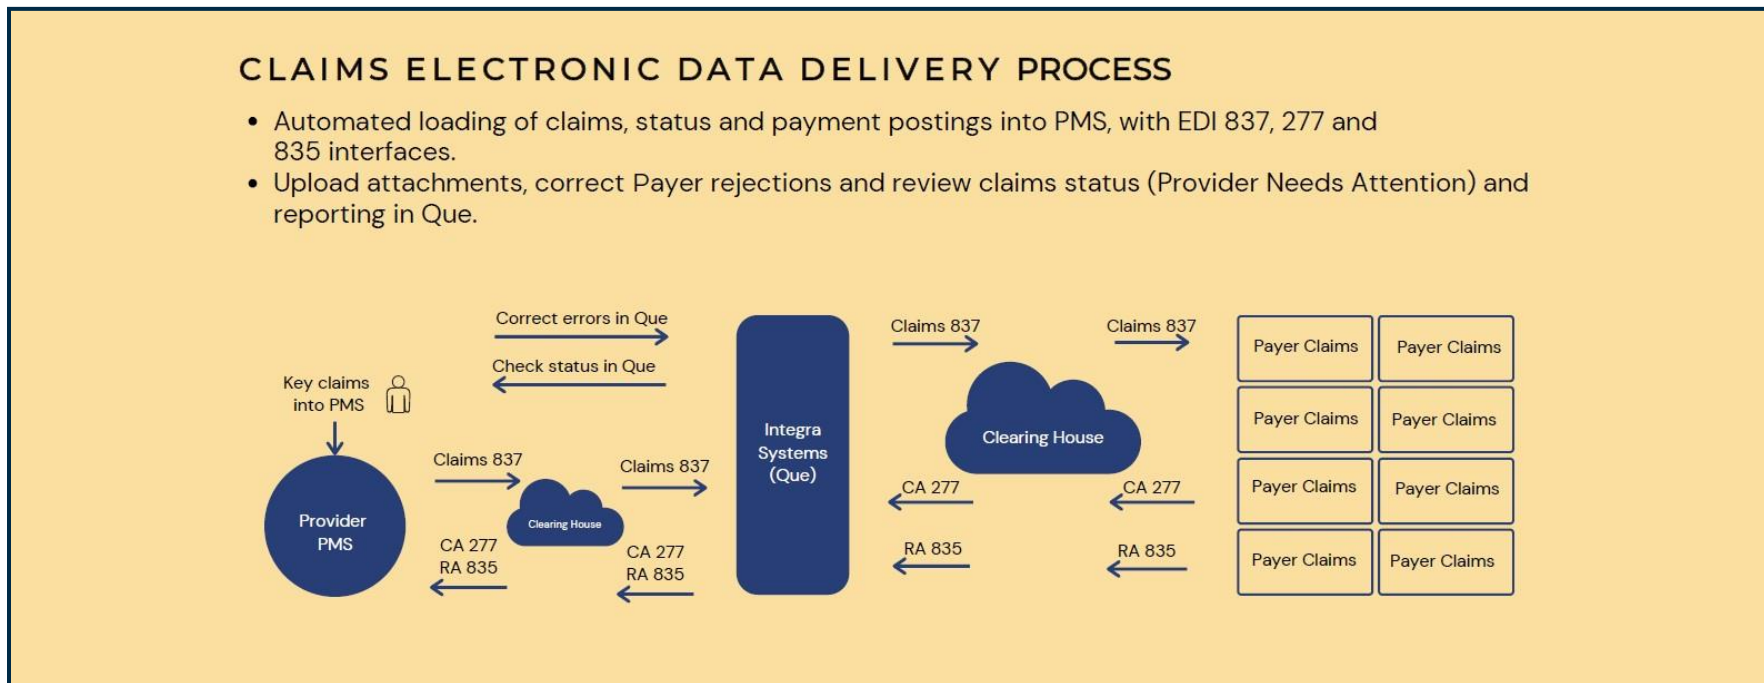 CLAIMS ELECTRONIC DATA DELIVERY PROCESS
• Automated loading of claims, status and payment postings into PMS, with EDI 837, 277 and
835 interfaces.
• Upload attachments, correct Payer rejections and review claims status (Provider Needs Attention) and
reporting in Que.
Correct errors in Que
Check status in Que
Key claims
into PMS
Provider
PMS
Claims 837
Clearing House
Claims 837
CA 277
RA 835
CA 277
RA 835
Integra
Systems
(Que)
Claims 837
Claims 837
Clearing House
CA 277
CA 277
RA 835
RA 835
Payer Claims
Payer Claims
Payer Claims
Payer Claims
Payer Claims
Payer Claims
Payer Claims
Payer Claims